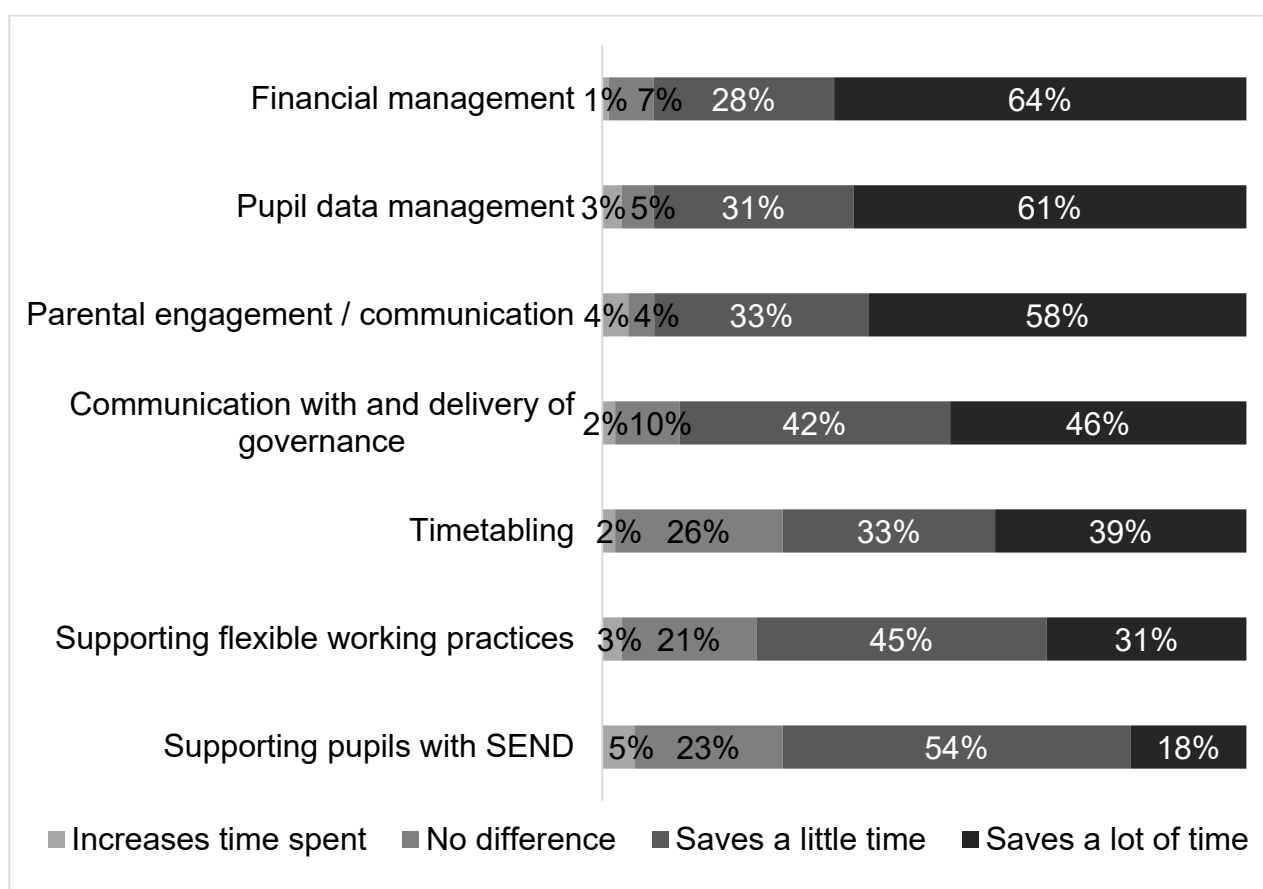 Financial management 1% 7% 28% 64%
Pupil data management 3% 5% 31% 61%
Parental engagement / communication 4% 4% 33% 58%
Communication with and delivery of
governance 2% 10% 42% 46%
Timetabling 2% 26% 33% 39%
Supporting flexible working practices 3% 21% 45% 31%
Supporting pupils with SEND 5% 23% 54% 18%
Increases time spent No difference Saves a little time Saves a lot of time